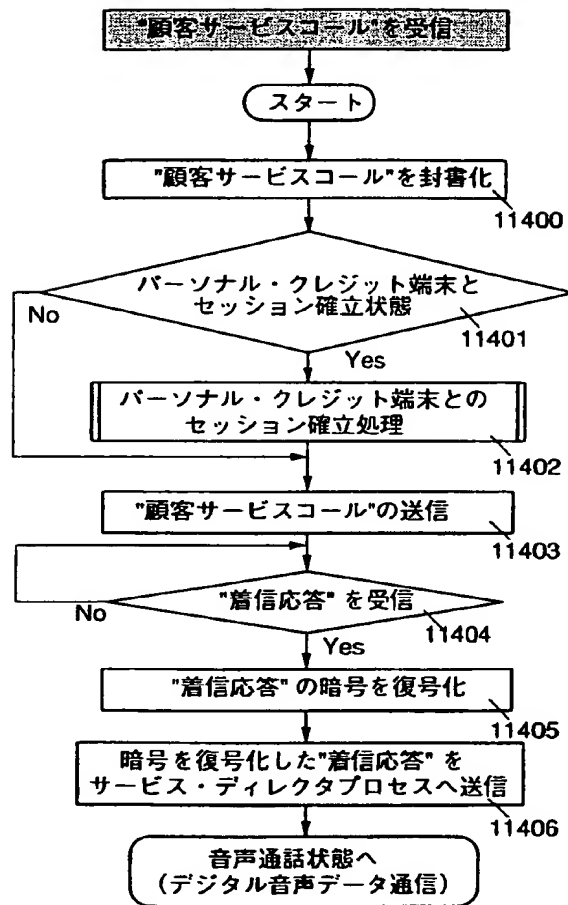 "顧客サービスコール"を受信
スタート
"顧客サービスコール"を封書化
11400
パーソナル・クレジット端末と
セッション確立状態
11401
No
Yes
パーソナル・クレジット端末との
セッション確立処理
11402
"顧客サービスコール"の送信
11403
"着信応答" を受信
11404
No
Yes
"着信応答" の暗号を復号化
11405
暗号を復号化した"着信応答" を
サービス・ディレクタプロセスへ送信
11406
音声通話状態へ
(デジタル音声データ通信)